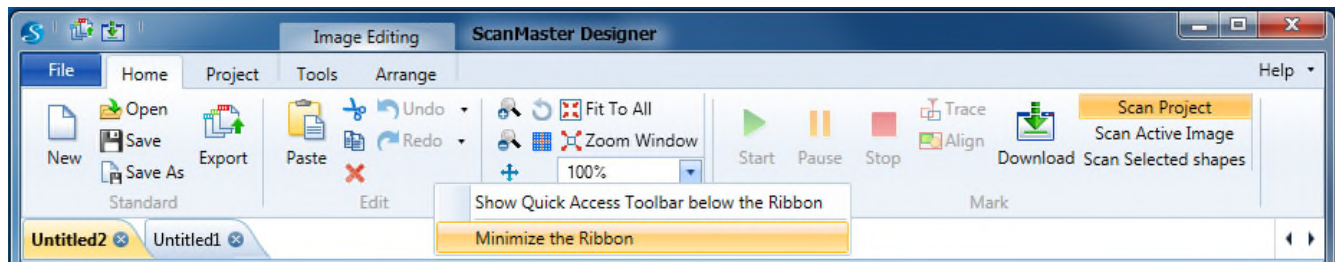 Image Editing
ScanMaster Designer
File
Home
Project
Tools
Arrange
Help
New
Open
Save
Save As
Export
Standard
Paste
Undo
Redo
Edit
Fit To All
Zoom Window
100%
Start
Pause
Stop
Trace
Align
Download
Scan Project
Scan Active Image
Scan Selected shapes
Mark
Show Quick Access Toolbar below the Ribbon
Minimize the Ribbon
Untitled2
Untitled1